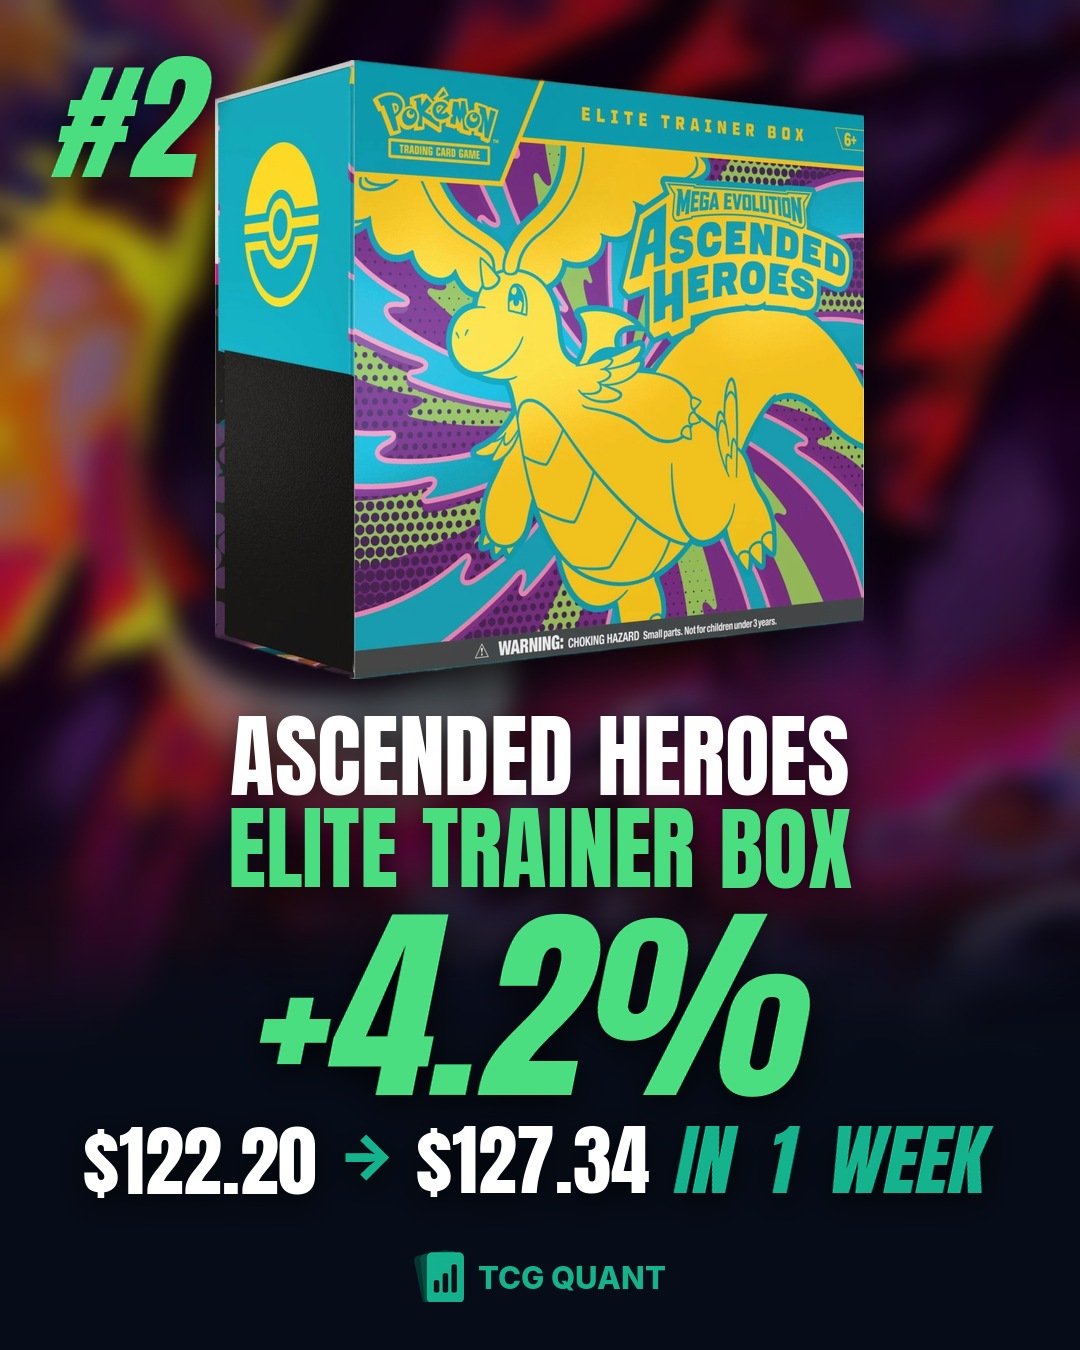 #2
POKéMON
TRADING CARD GAME
ELITE TRAINER BOX
6+
MEGA EVOLUTION
ASCENDED
HEROES
WARNING: CHOKING HAZARD Small parts. Not for children under 3 years.
ASCENDED HEROES
ELITE TRAINER BOX
+4.2%
$122.20 → $127.34 IN 1 WEEK
TCG QUANT